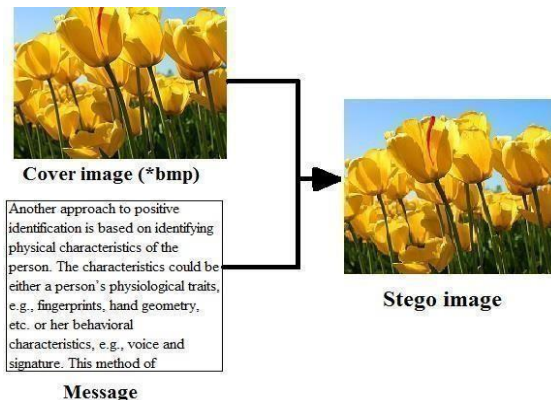 Cover image (*bmp)
Another approach to positive
identification is based on identifying
physical characteristics of the
person. The characteristics could be
either a person's physiological traits,
e.g., fingerprints, hand geometry,
etc. or her behavioral
characteristics, e.g., voice and
signature. This method of
Message
Stego image